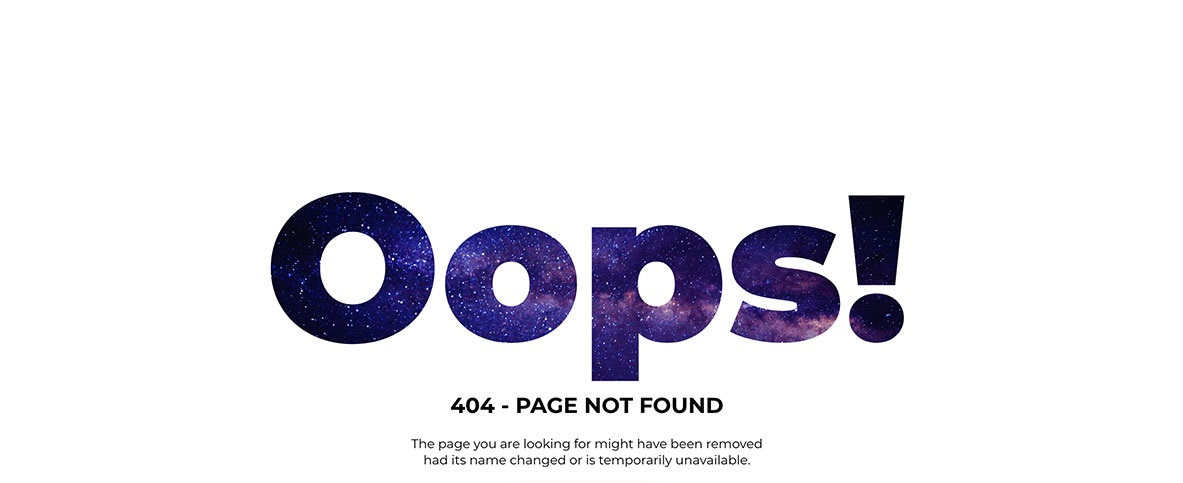 Oops!
404 - PAGE NOT FOUND
The page you are looking for might have been removed
had its name changed or is temporarily unavailable.